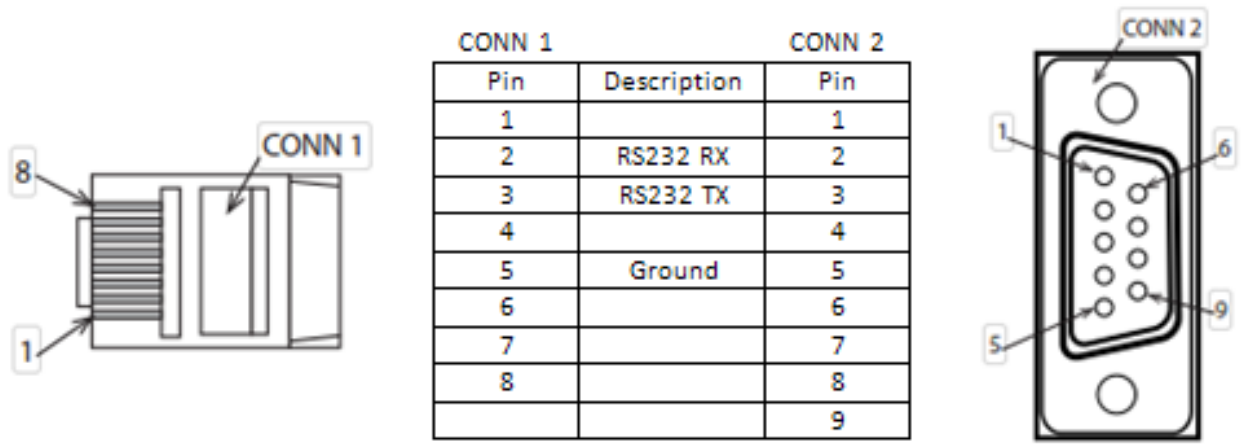 CONN 1 CONN 2
Pin Description Pin
1 1
2 RS232 RX 2
3 RS232 TX 3
4 4
5 Ground 5
6 6
7 7
8 8
9
8
CONN 1
1
CONN 2
1
6
5
9